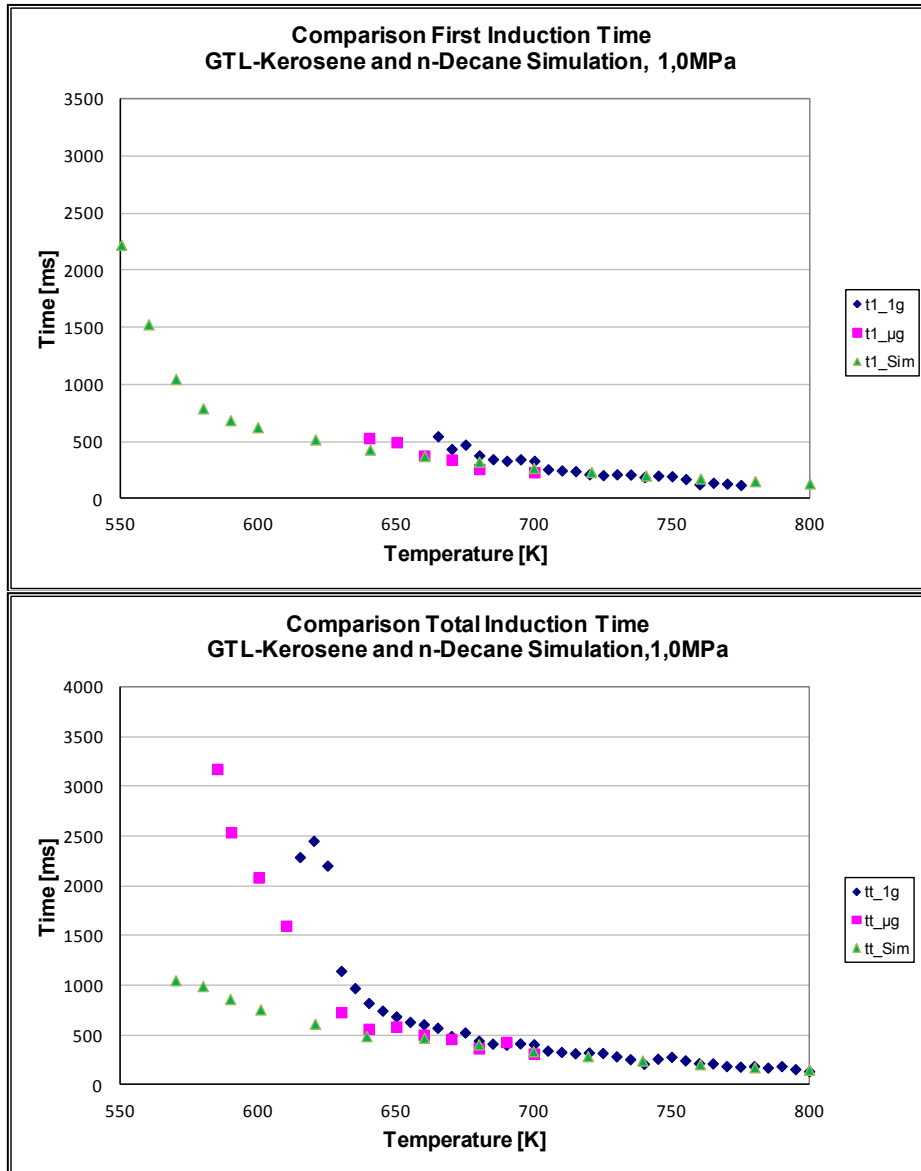 Comparison First Induction Time
GTL-Kerosene and n-Decane Simulation, 1,0MPa
3500
3000
2500
2000
1500
1000
500
0
550 600 650 700 750 800
Time [ms]
Temperature [K]
t1_1g
t1_µg
t1_Sim
Comparison Total Induction Time
GTL-Kerosene and n-Decane Simulation,1,0MPa
4000
3500
3000
2500
2000
1500
1000
500
0
550 600 650 700 750 800
Time [ms]
Temperature [K]
tt_1g
tt_µg
tt_Sim